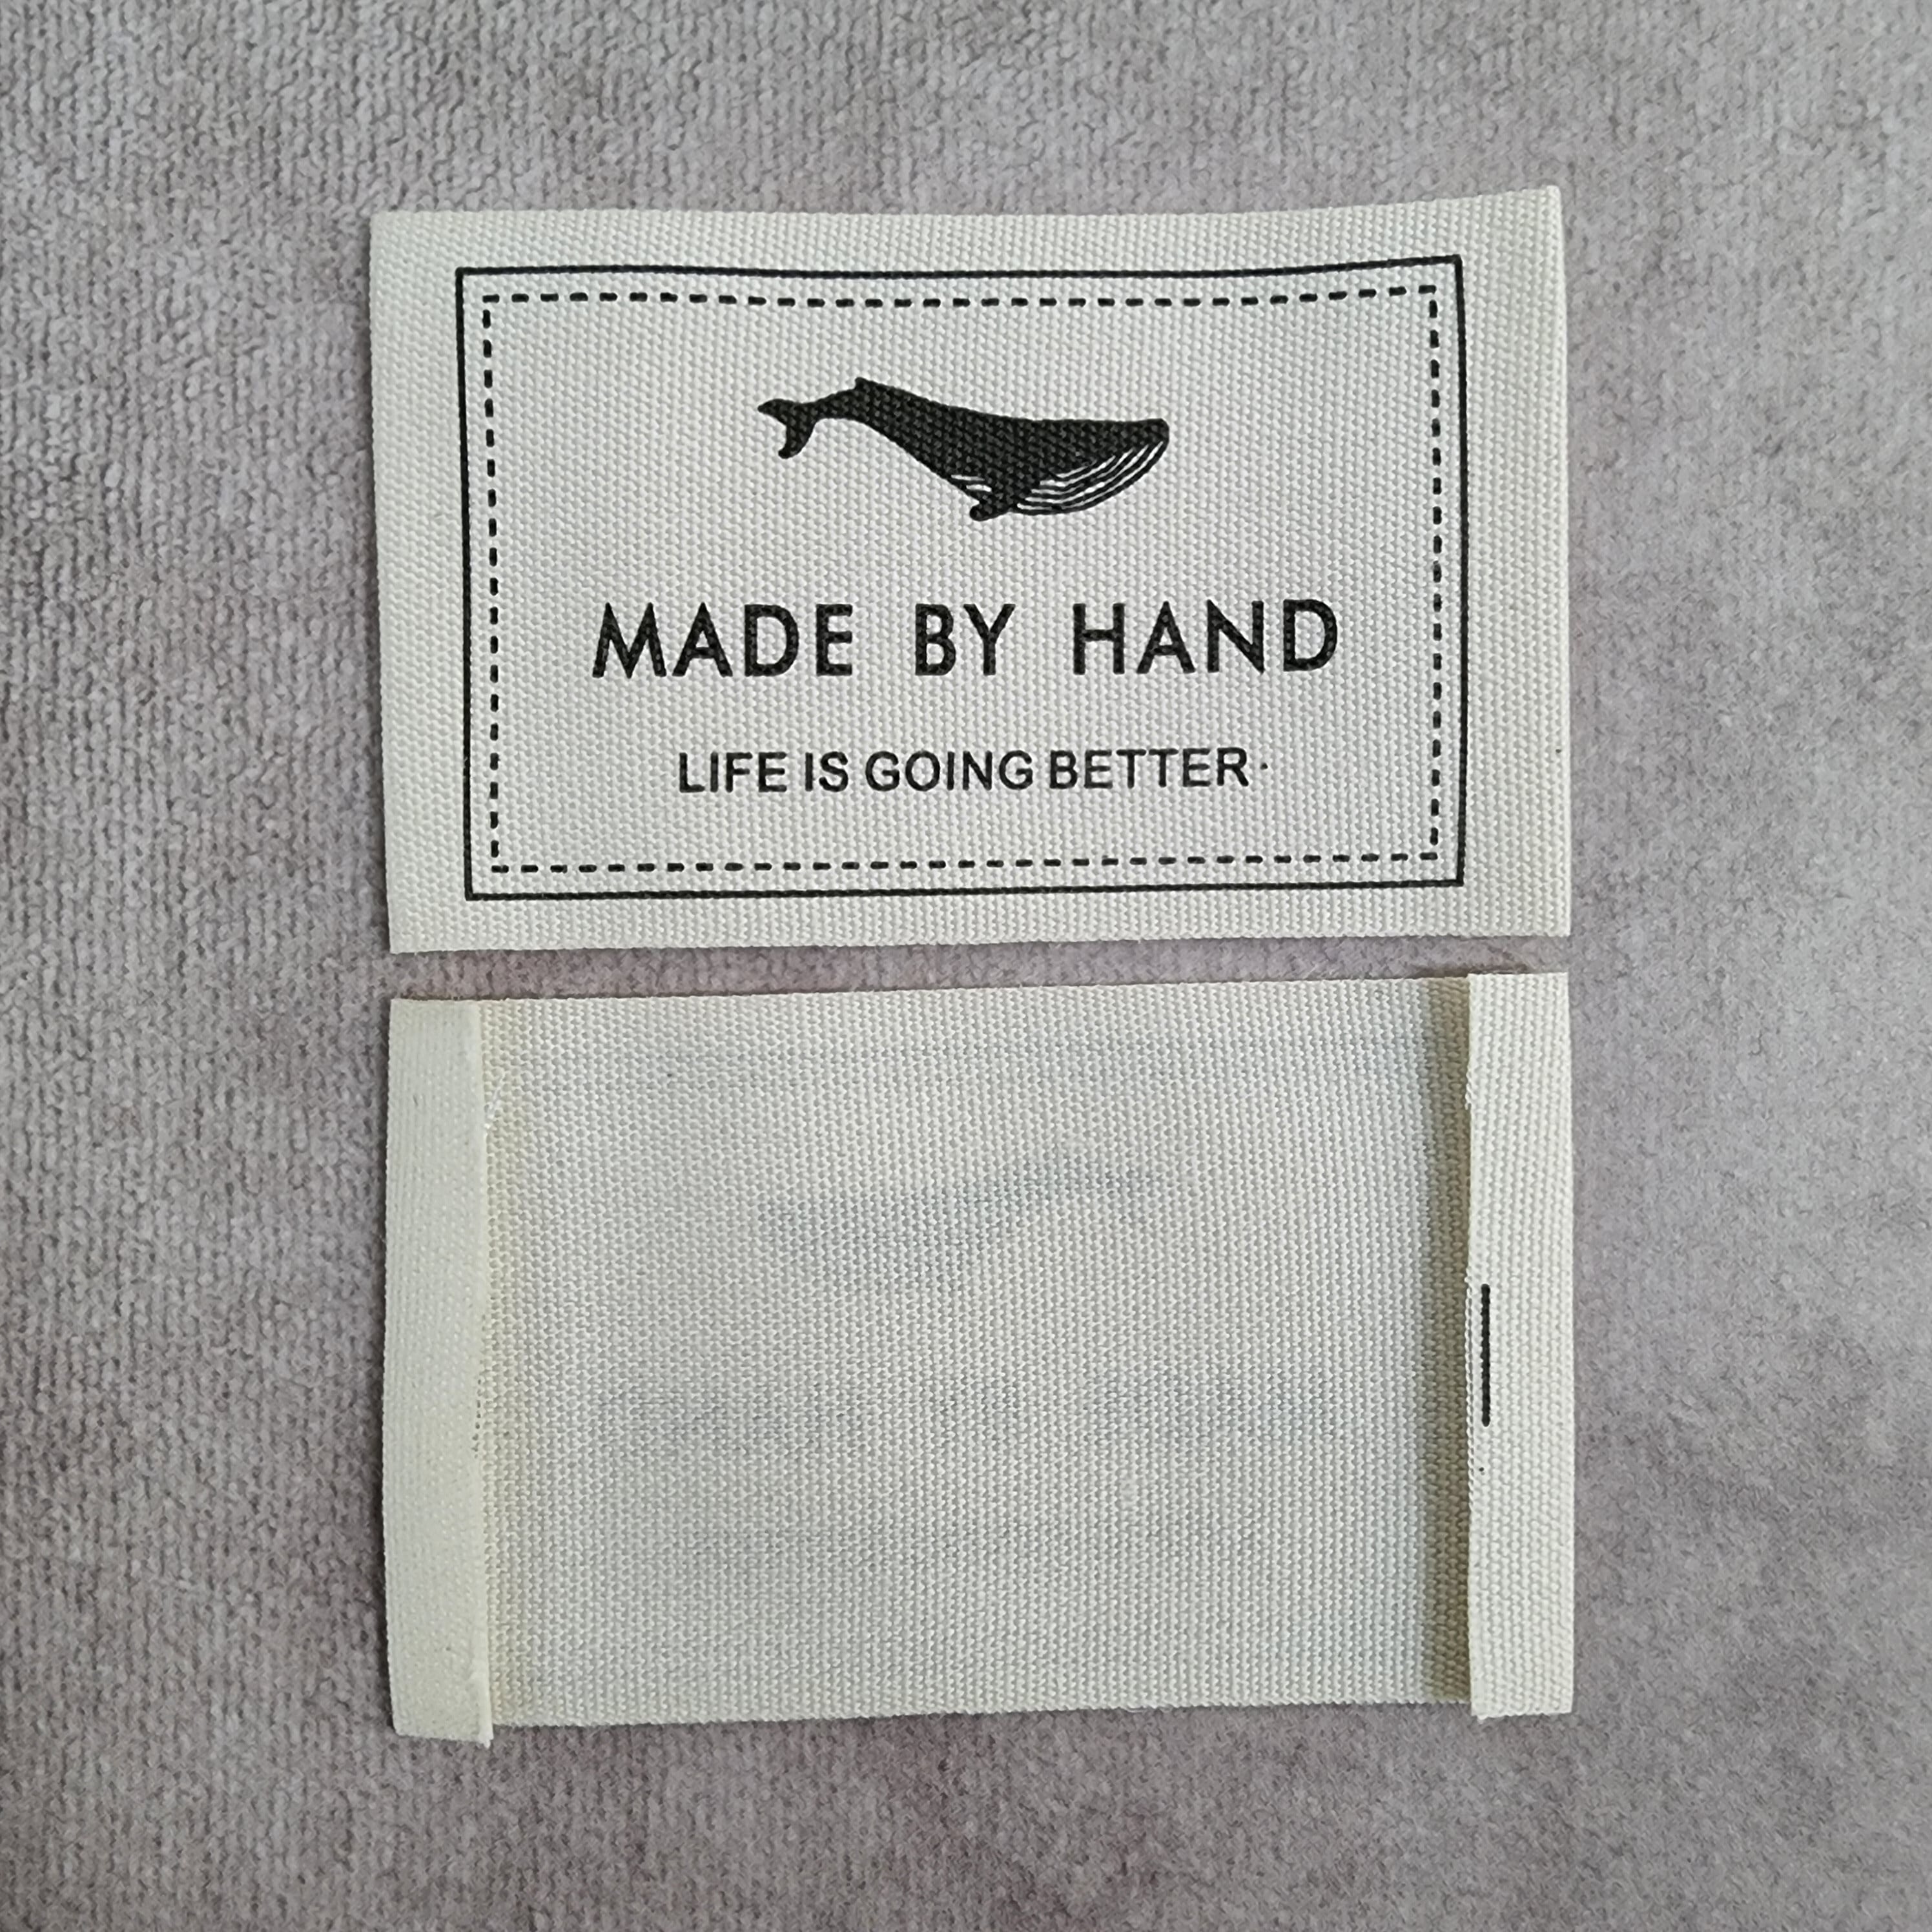 MADE BY HAND
LIFE IS GOING BETTER·